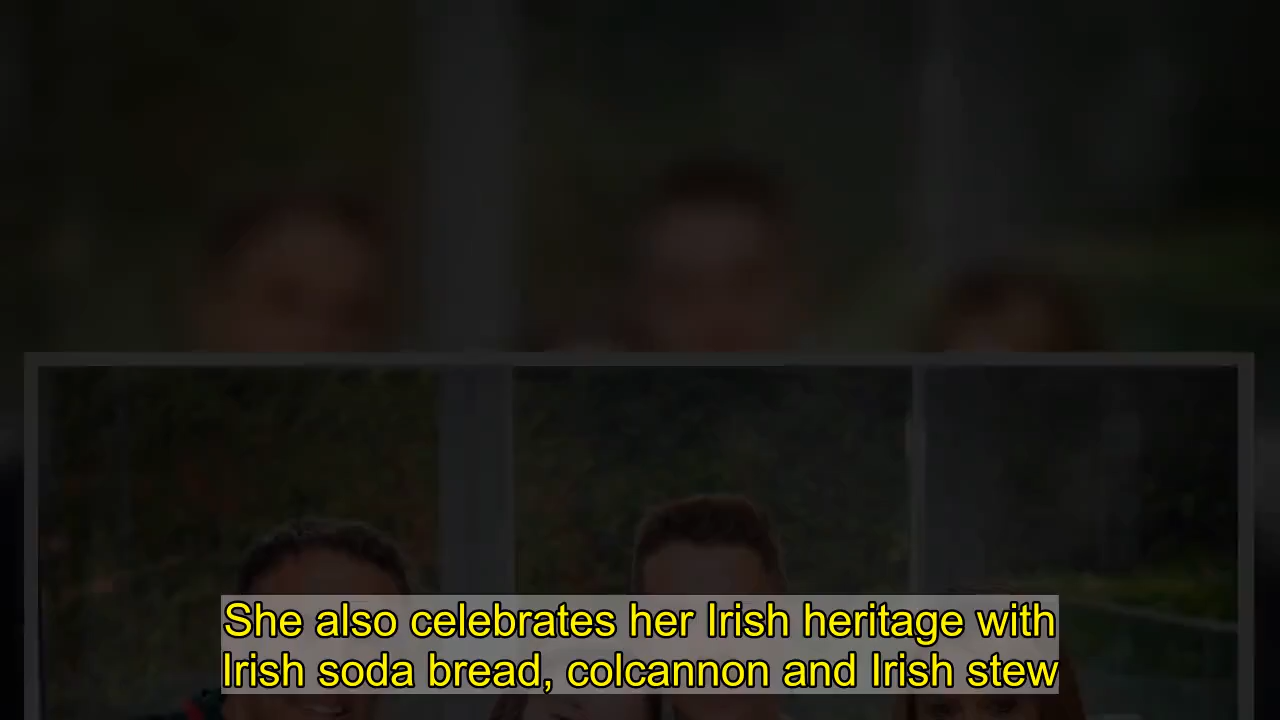 She also celebrates her Irish heritage with
Irish soda bread, colcannon and Irish stew